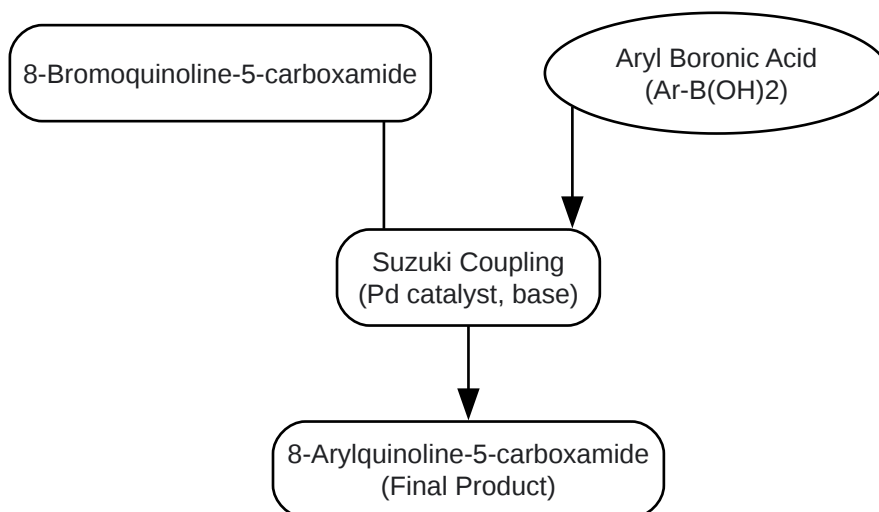 8-Bromoquinoline-5-carboxamide
Aryl Boronic Acid
(Ar-B(OH)2)
Suzuki Coupling
(Pd catalyst, base)
8-Arylquinoline-5-carboxamide
(Final Product)